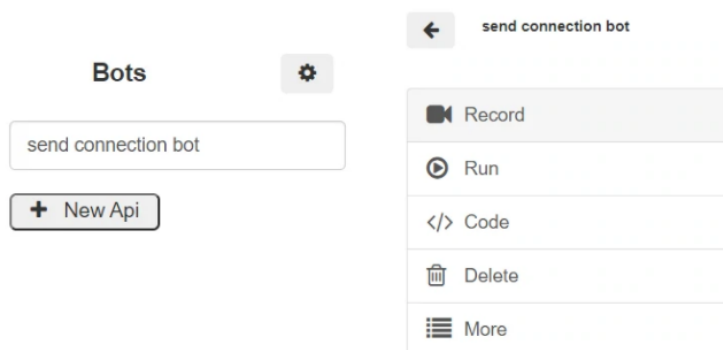 Bots
send connection bot
New Api
send connection bot
Record
Run
Code
Delete
More